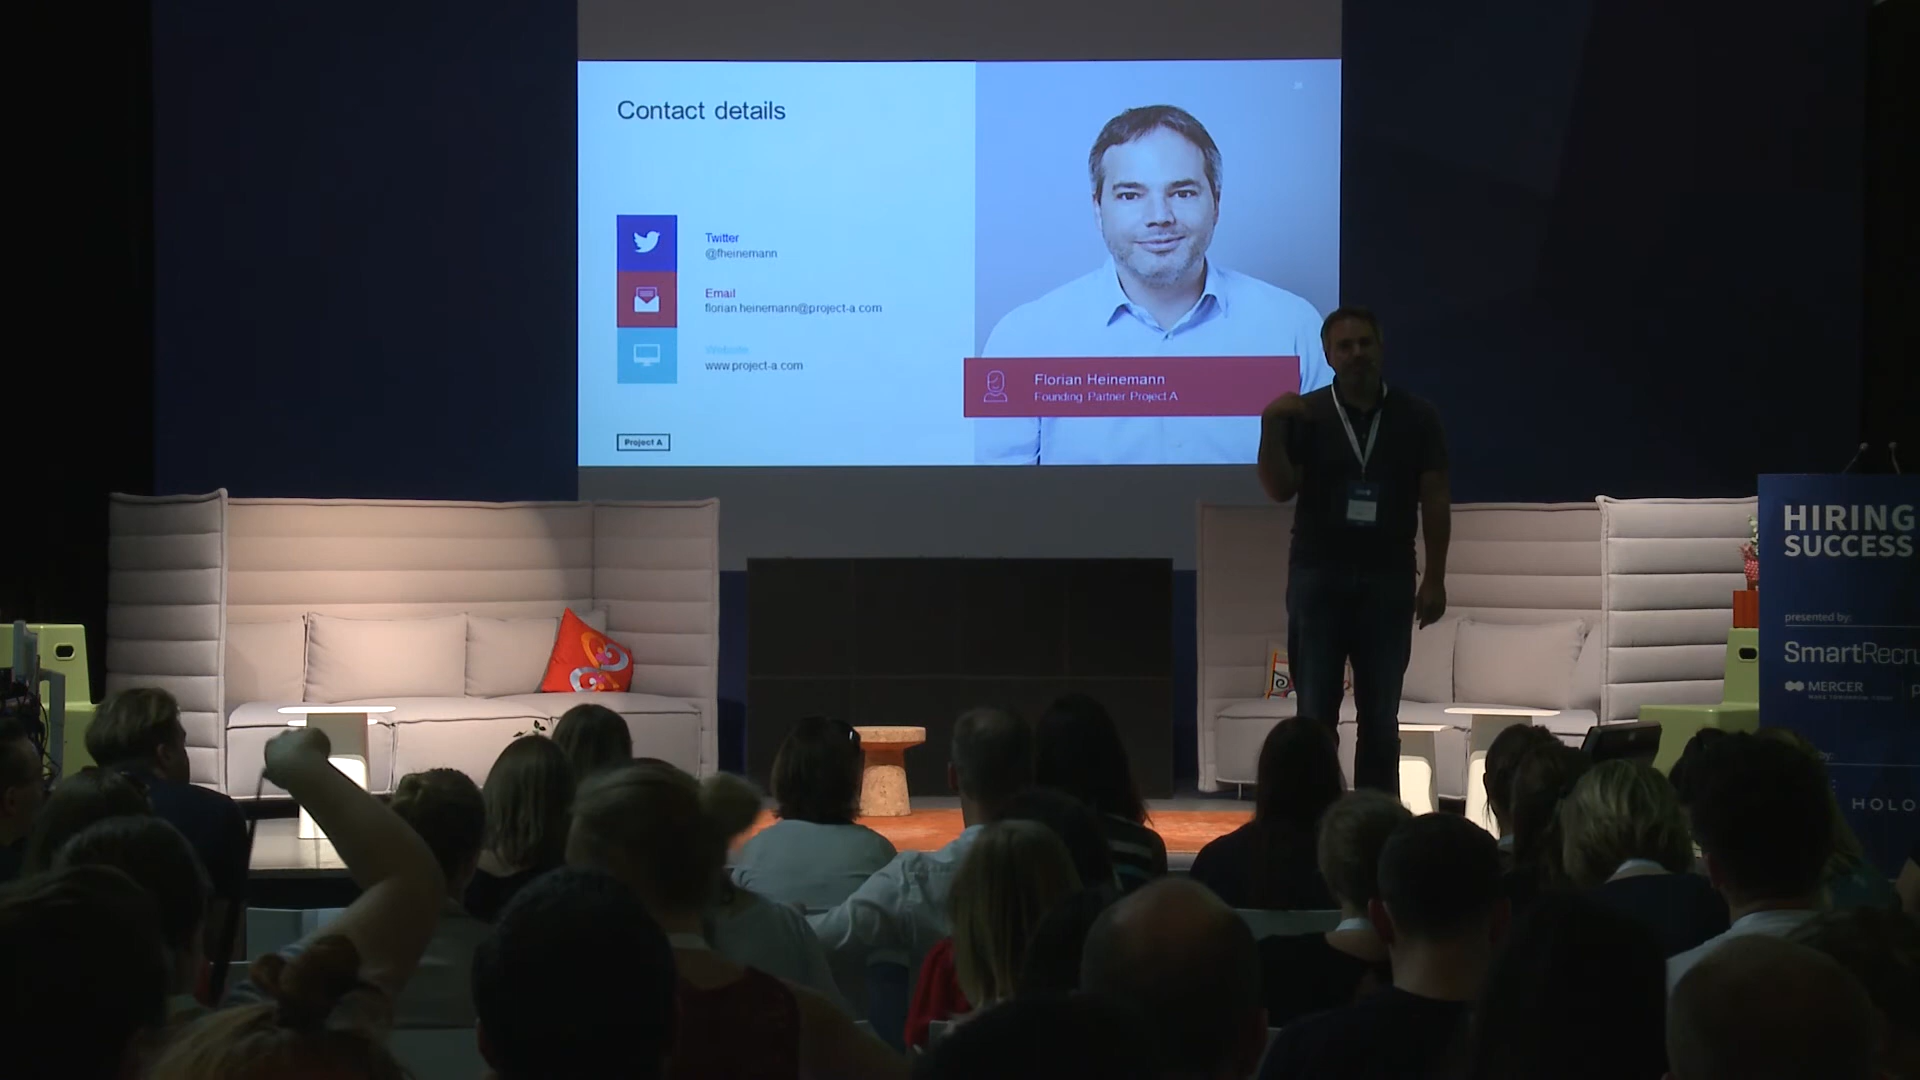 Contact details
Twitter
@fheinemann
Email
florian.heinemann@project-a.com
Website
www.project-a.com
Project A
Florian Heinemann
Founding Partner Project A
HIRING
SUCCESS
presented by:
SmartRecru
MERCER
HOLO